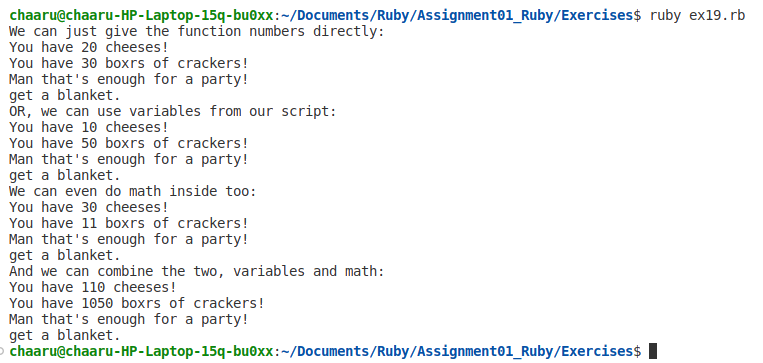 chaaru@chaaru-HP-Laptop-15q-bu0xx:~/Documents/Ruby/Assignment01_Ruby/Exercises$ ruby ex19.rb
We can just give the function numbers directly:
You have 20 cheeses!
You have 30 boxrs of crackers!
Man that's enough for a party!
get a blanket.
OR, we can use variables from our script:
You have 10 cheeses!
You have 50 boxrs of crackers!
Man that's enough for a party!
get a blanket.
We can even do math inside too:
You have 30 cheeses!
You have 11 boxrs of crackers!
Man that's enough for a party!
get a blanket.
And we can combine the two, variables and math:
You have 110 cheeses!
You have 1050 boxrs of crackers!
Man that's enough for a party!
get a blanket.
chaaru@chaaru-HP-Laptop-15q-bu0xx:~/Documents/Ruby/Assignment01_Ruby/Exercises$